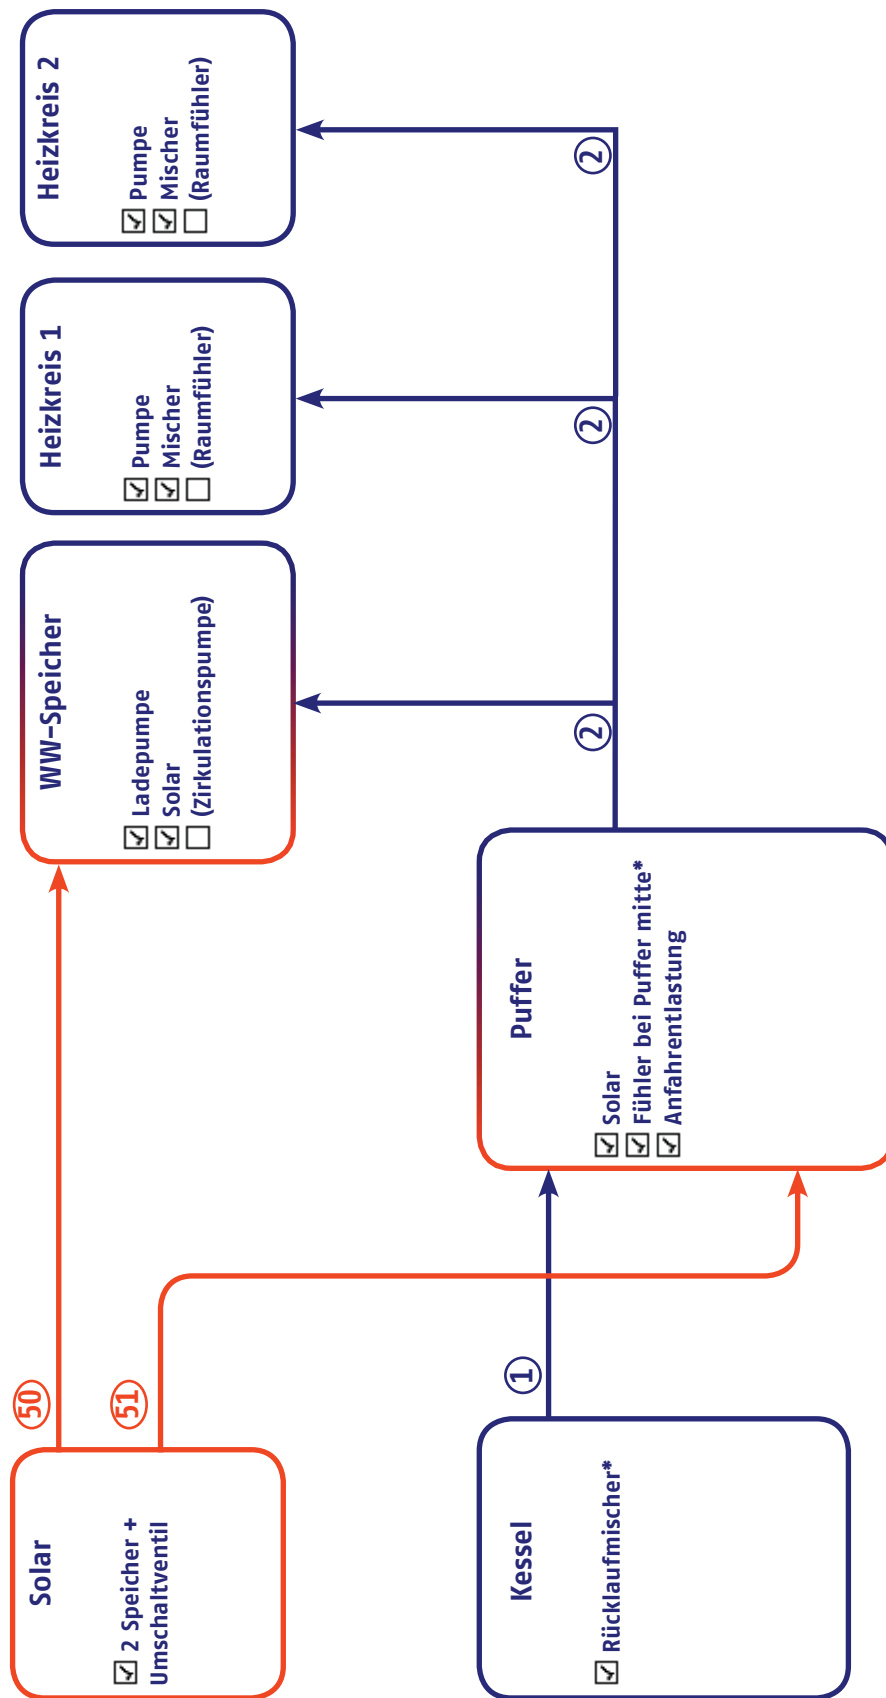 Solar
☑ 2 Speicher +
Umschaltventil
50
51
WW-Speicher
☑ Ladepumpe
☑ Solar
☐ (Zirkulationspumpe)
Heizkreis 1
☑ Pumpe
☑ Mischer
☐ (Raumfühler)
Heizkreis 2
☑ Pumpe
☑ Mischer
☐ (Raumfühler)
Kessel
☑ Rücklaufmischer*
1
Puffer
☑ Solar
☑ Fühler bei Puffer mitte*
☑ Anfahrentlastung
2
2
2